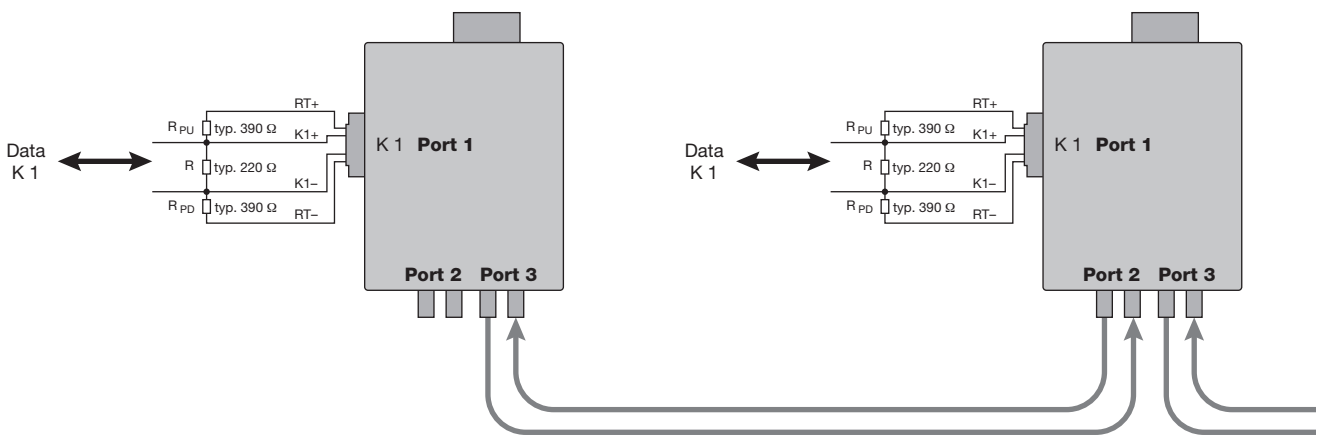 RT+
R PU typ. 390 Ω
K1+
Data
K 1
R typ. 220 Ω
K1–
R PD typ. 390 Ω
RT–
K 1 Port 1
Port 2 Port 3
RT+
R PU typ. 390 Ω
K1+
Data
K 1
R typ. 220 Ω
K1–
R PD typ. 390 Ω
RT–
K 1 Port 1
Port 2 Port 3